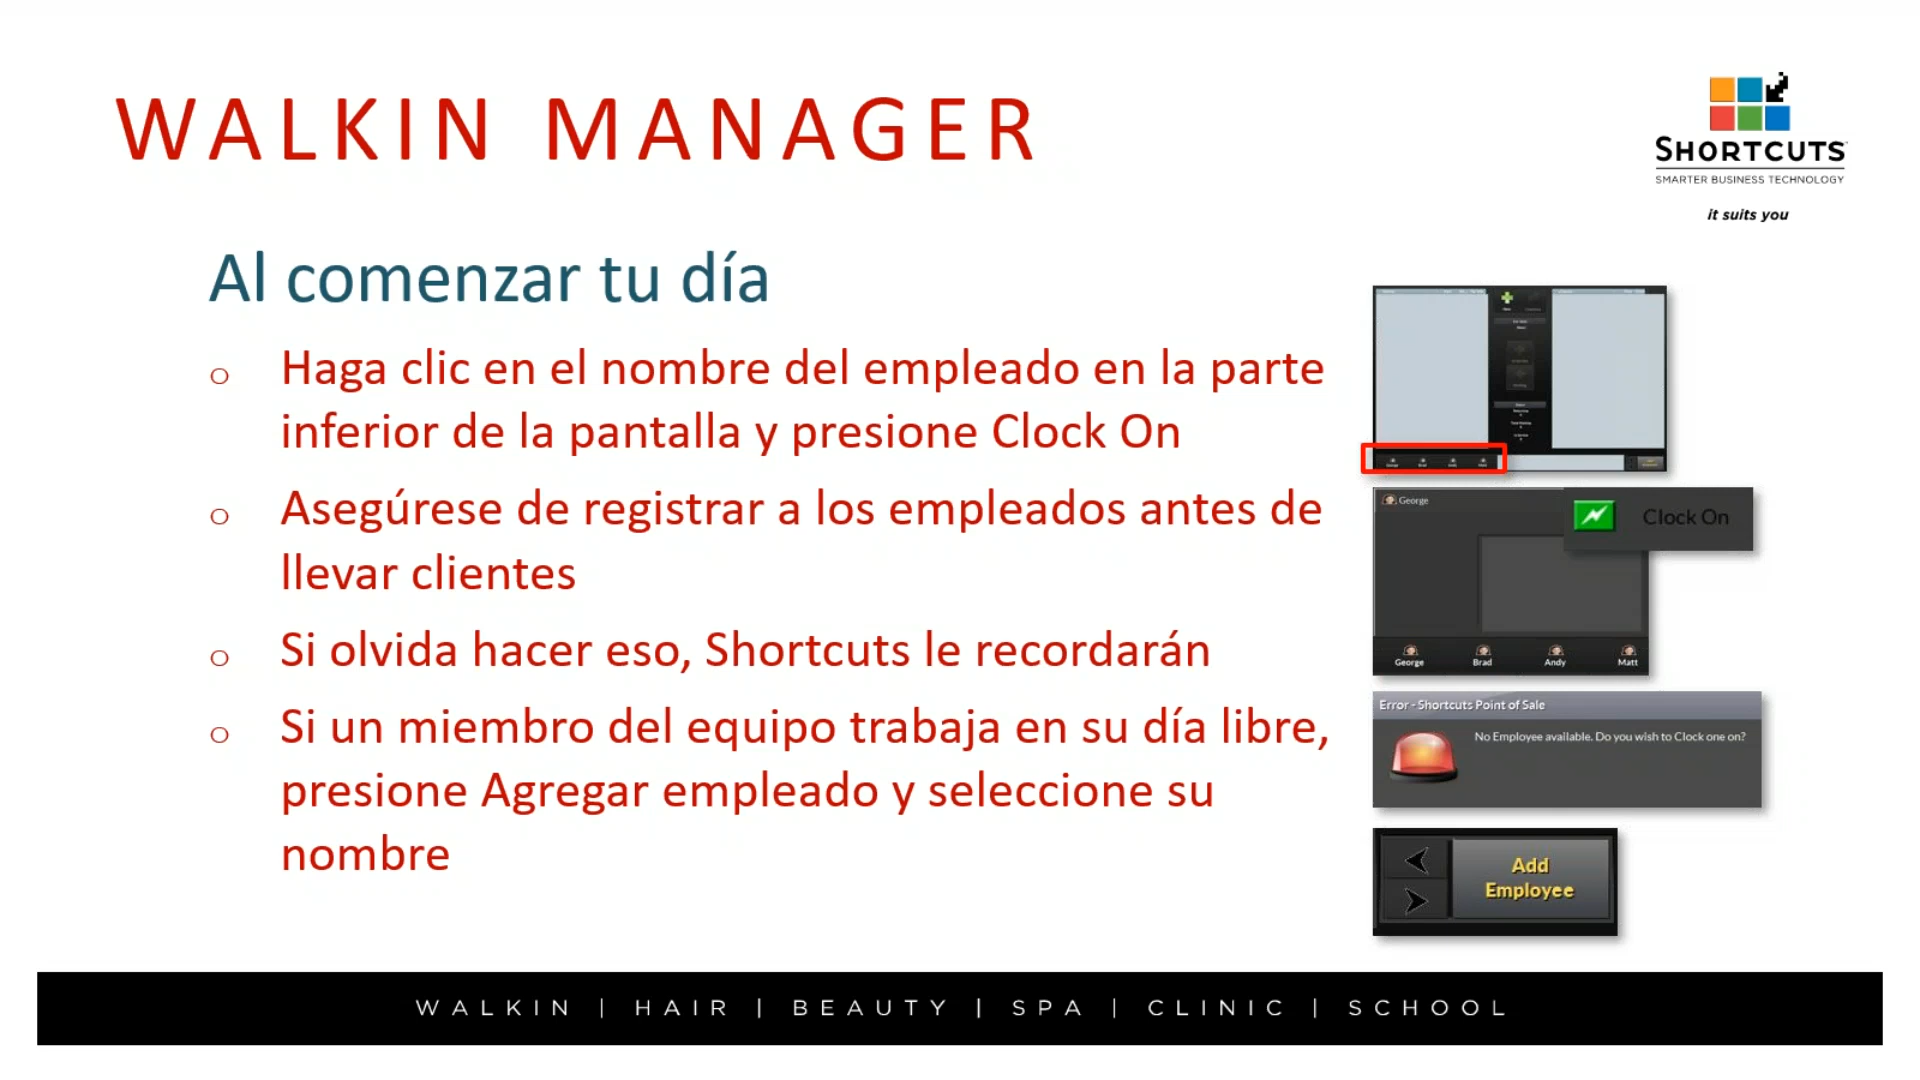 WALKIN MANAGER
SHORTCUTS
SMARTER BUSINESS TECHNOLOGY
it suits you
Al comenzar tu día
o Haga clic en el nombre del empleado en la parte
inferior de la pantalla y presione Clock On
o Asegúrese de registrar a los empleados antes de
llevar clientes
o Si olvida hacer eso, Shortcuts le recordarán
o Si un miembro del equipo trabaja en su día libre,
presione Agregar empleado y seleccione su
nombre
George
Clock On
George Brad Andy Matt
Error - Shortcuts Point of Sale
No Employee available. Do you wish to Clock one on?
Add
Employee
WALKIN | HAIR | BEAUTY | SPA | CLINIC | SCHOOL